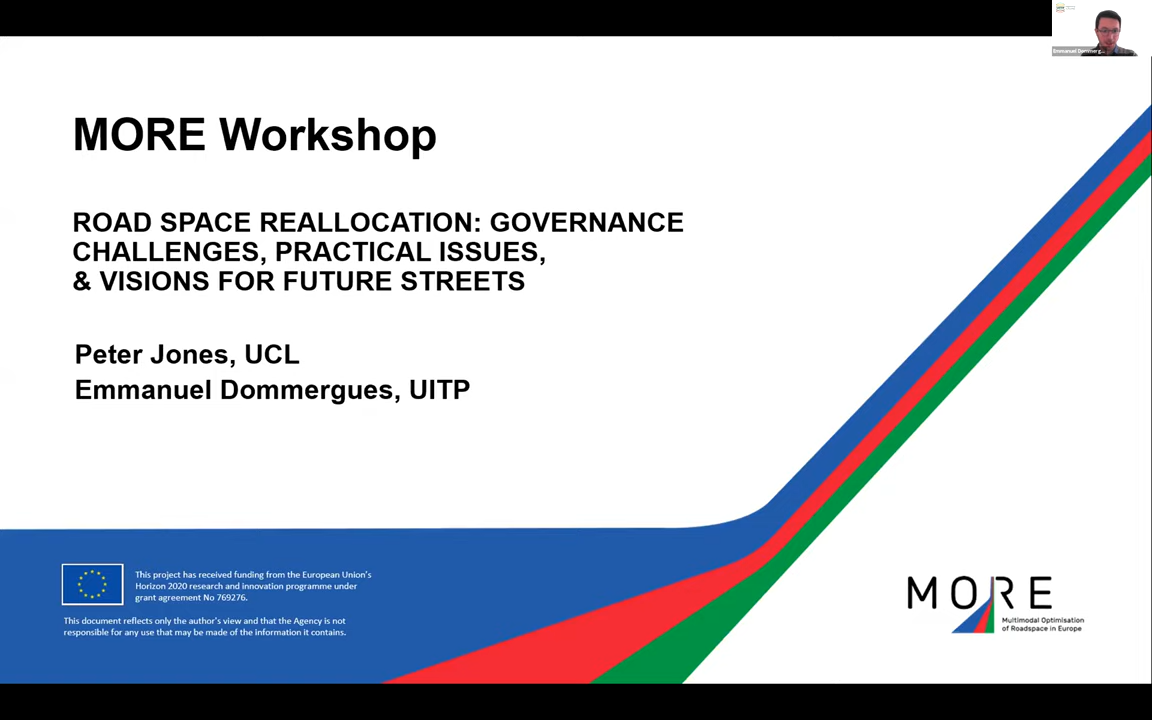 Emmanuel Dommerg...
MORE Workshop
ROAD SPACE REALLOCATION: GOVERNANCE
CHALLENGES, PRACTICAL ISSUES,
& VISIONS FOR FUTURE STREETS
Peter Jones, UCL
Emmanuel Dommergues, UITP
This project has received funding from the European Union's
Horizon 2020 research and innovation programme under
grant agreement No 769276.
This document reflects only the author's view and that the Agency is not
responsible for any use that may be made of the information it contains.
MORE
Multimodal Optimisation
of Roadspace in Europe